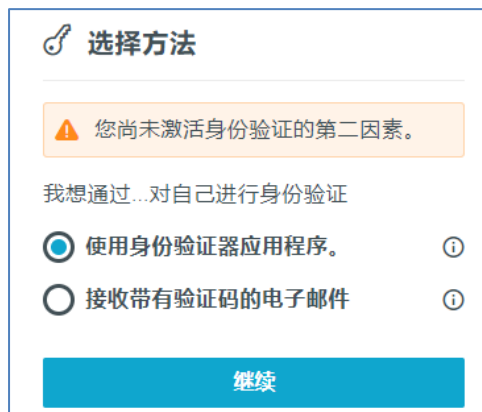 选择方法
您尚未激活身份验证的第二因素。
我想通过...对自己进行身份验证
使用身份验证器应用程序。
接收带有验证码的电子邮件
继续